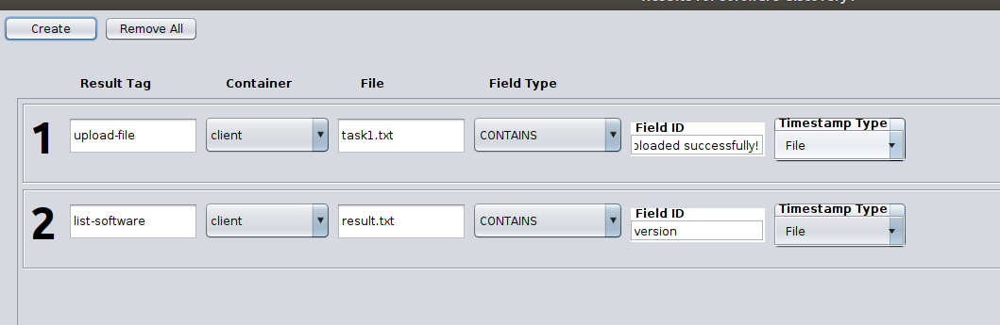 Create Remove All
Result Tag Container File Field Type
1 upload-file client task1.txt CONTAINS Field ID ploaded successfully! Timestamp Type File
2 list-software client result.txt CONTAINS Field ID version Timestamp Type File